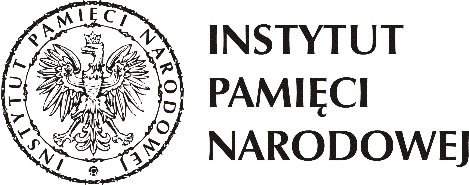 INSTYTUT PAMIĘCI NARODOWEJ
INSTYTUT
PAMIĘCI
NARODOWEJ